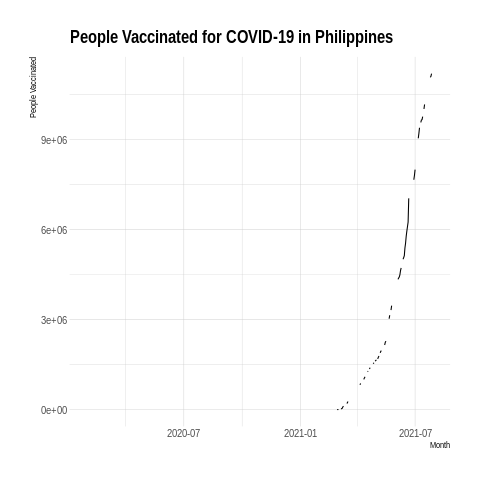 People Vaccinated for COVID-19 in Philippines
People Vaccinated
9e+06
6e+06
3e+06
0e+00
2020-07 2021-01 2021-07
Month